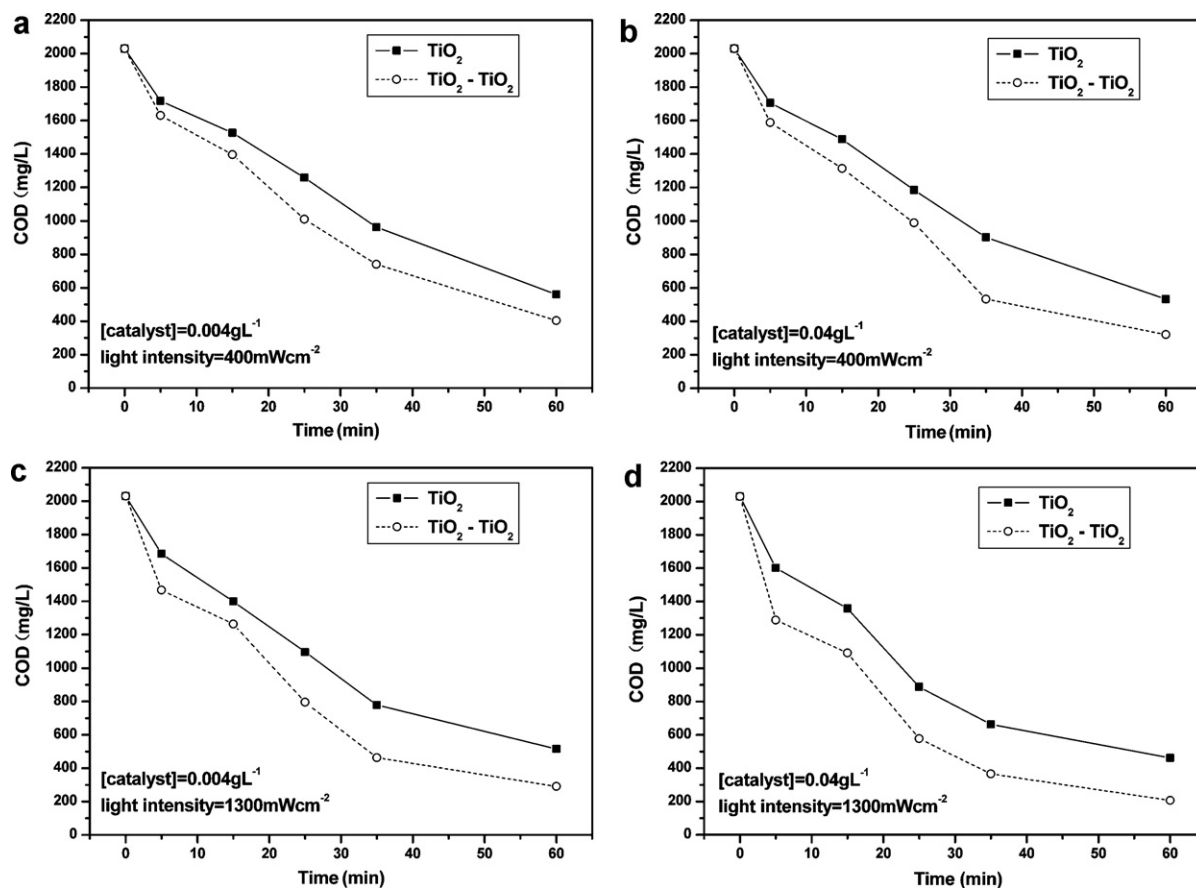 a
2200
2000
1800
1600
1400
1200
1000
800
600
400
200
0
COD (mg/L)
TiO₂
TiO₂ - TiO₂
[catalyst]=0.004gL⁻¹
light intensity=400mWcm⁻²
0 10 20 30 40 50 60
Time (min)
b
2200
2000
1800
1600
1400
1200
1000
800
600
400
200
0
COD (mg/L)
TiO₂
TiO₂ - TiO₂
[catalyst]=0.04gL⁻¹
light intensity=400mWcm⁻²
0 10 20 30 40 50 60
Time (min)
c
2200
2000
1800
1600
1400
1200
1000
800
600
400
200
0
COD (mg/L)
TiO₂
TiO₂ - TiO₂
[catalyst]=0.004gL⁻¹
light intensity=1300mWcm⁻²
0 10 20 30 40 50 60
Time (min)
d
2200
2000
1800
1600
1400
1200
1000
800
600
400
200
0
COD (mg/L)
TiO₂
TiO₂ - TiO₂
[catalyst]=0.04gL⁻¹
light intensity=1300mWcm⁻²
0 10 20 30 40 50 60
Time (min)